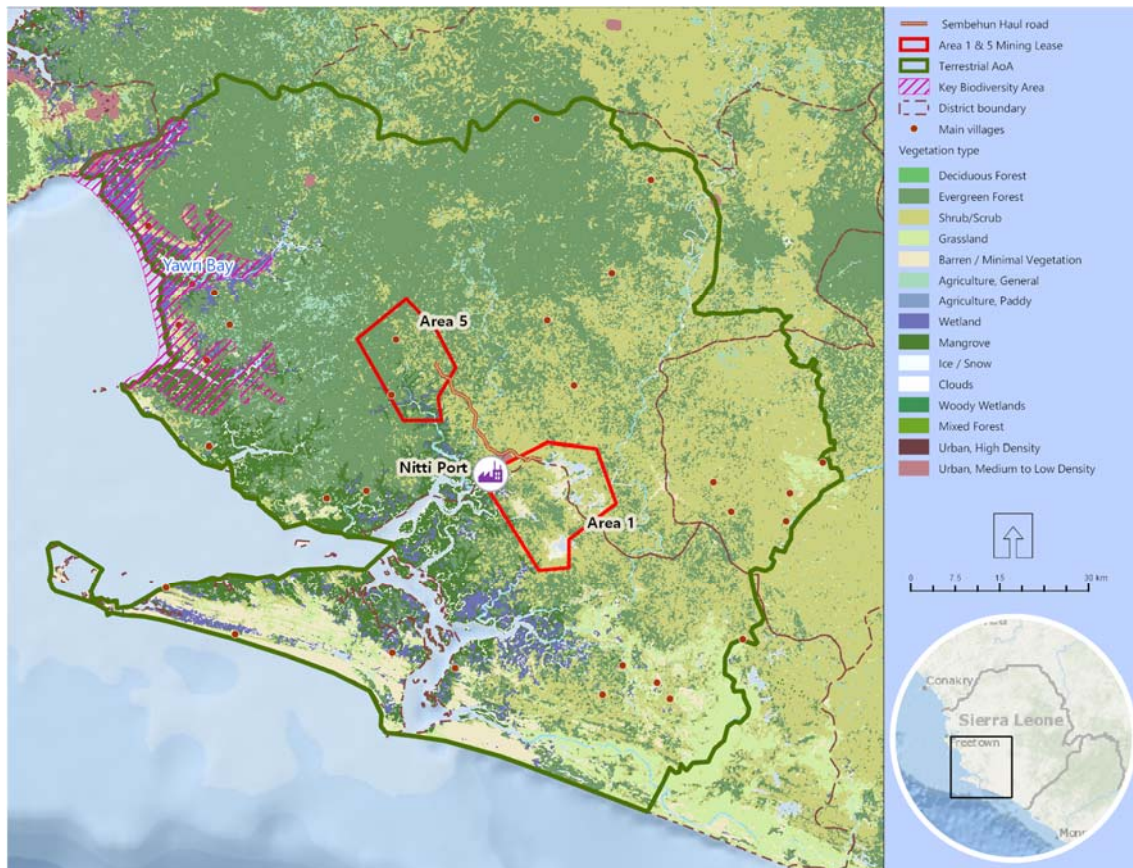 Sembehun Haul road
Area 1 & 5 Mining Lease
Terrestrial AoA
Key Biodiversity Area
District boundary
Main villages
Vegetation type
Deciduous Forest
Evergreen Forest
Shrub/Scrub
Grassland
Barren / Minimal Vegetation
Agriculture, General
Agriculture, Paddy
Wetland
Mangrove
Ice / Snow
Clouds
Woody Wetlands
Mixed Forest
Urban, High Density
Urban, Medium to Low Density
Yawri Bay
Area 5
Nitti Port
Area 1
0 7.5 15 30 km
Conakry
Sierra Leone
Freetown